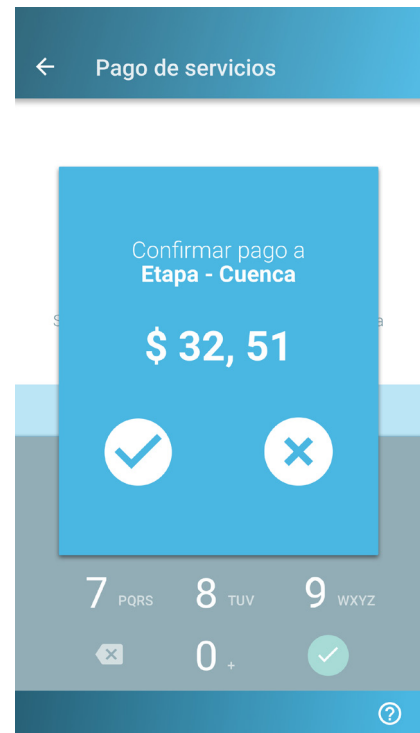 Pago de servicios
Confirmar pago a
Etapa - Cuenca
$ 32, 51
7 PQRS 8 TUV 9 WXYZ
0 +